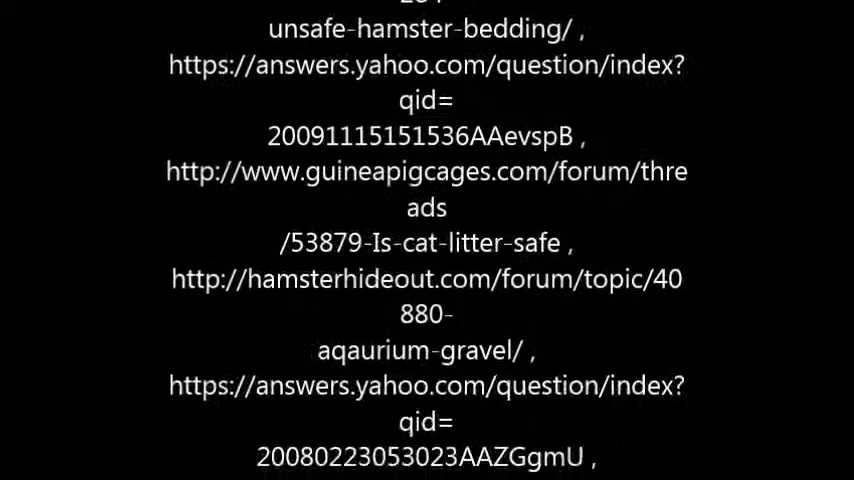 unsafe-hamster-bedding/ ,
https://answers.yahoo.com/question/index?
qid=
20091115151536AAevspB ,
http://www.guineapigcages.com/forum/thre
ads
/53879-Is-cat-litter-safe ,
http://hamsterhideout.com/forum/topic/40
880-
aqaurium-gravel/ ,
https://answers.yahoo.com/question/index?
qid=
20080223053023AAZGgmU ,